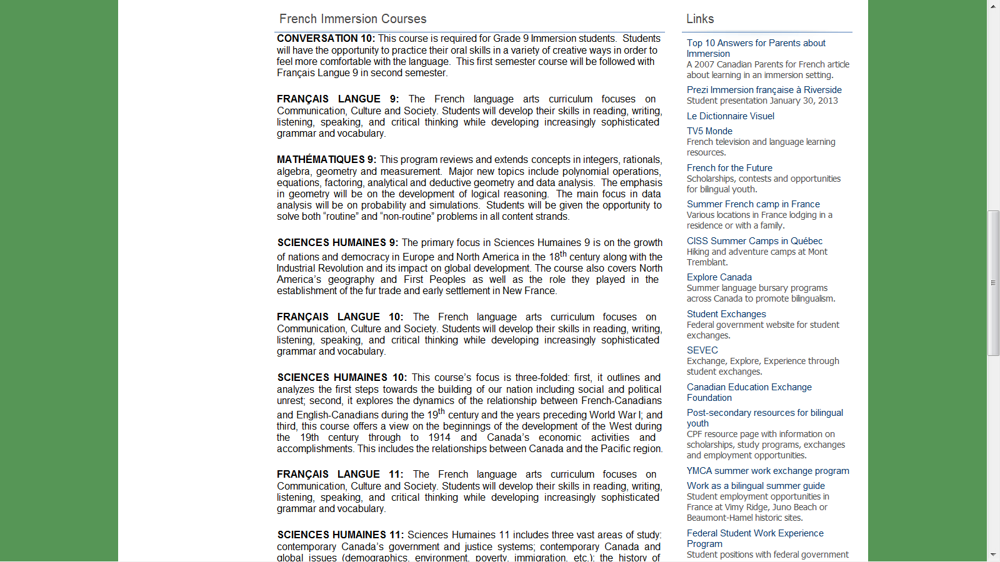 French Immersion Courses
CONVERSATION 10: This course is required for Grade 9 Immersion students.  Students
will have the opportunity to practice their oral skills in a variety of creative ways in order to
feel more comfortable with the language.  This first semester course will be followed with
Français Langue 9 in second semester.
FRANÇAIS LANGUE 9: The French language arts curriculum focuses on
Communication, Culture and Society. Students will develop their skills in reading, writing,
listening, speaking, and critical thinking while developing increasingly sophisticated
grammar and vocabulary.
MATHÉMATIQUES 9: This program reviews and extends concepts in integers, rationals,
algebra, geometry and measurement.  Major new topics include polynomial operations,
equations, factoring, analytical and deductive geometry and data analysis.  The emphasis
in geometry will be on the development of logical reasoning.  The main focus in data
analysis will be on probability and simulations.  Students will be given the opportunity to
solve both “routine” and “non-routine” problems in all content strands.
SCIENCES HUMAINES 9: The primary focus in Sciences Humaines 9 is on the growth
of nations and democracy in Europe and North America in the 18th century along with the
Industrial Revolution and its impact on global development. The course also covers North
America’s geography and First Peoples as well as the role they played in the
establishment of the fur trade and early settlement in New France.
FRANÇAIS LANGUE 10: The French language arts curriculum focuses on
Communication, Culture and Society. Students will develop their skills in reading, writing,
listening, speaking, and critical thinking while developing increasingly sophisticated
grammar and vocabulary.
SCIENCES HUMAINES 10: This course’s focus is three-folded: first, it outlines and
analyzes the first steps towards the building of our nation including social and political
unrest; second, it explores the dynamics of the relationship between French-Canadians
and English-Canadians during the 19th century and the years preceding World War I; and
third, this course offers a view on the beginnings of the development of the West during
the 19th century through to 1914 and Canada’s economic activities and
accomplishments. This includes the relationships between Canada and the Pacific region.
FRANÇAIS LANGUE 11: The French language arts curriculum focuses on
Communication, Culture and Society. Students will develop their skills in reading, writing,
listening, speaking, and critical thinking while developing increasingly sophisticated
grammar and vocabulary.
SCIENCES HUMAINES 11: Sciences Humaines 11 includes three vast areas of study:
contemporary Canada’s government and justice systems; contemporary Canada and
global issues (demographics, environment, poverty, immigration, etc.); the history of
Links
Top 10 Answers for Parents about
Immersion
A 2007 Canadian Parents for French article
about learning in an immersion setting.
Prezi Immersion française à Riverside
Student presentation January 30, 2013
Le Dictionnaire Visuel
TV5 Monde
French television and language learning
resources.
French for the Future
Scholarships, contests and opportunities
for bilingual youth.
Summer French camp in France
Various locations in France lodging in a
residence or with a family.
CISS Summer Camps in Québec
Hiking and adventure camps at Mont
Tremblant.
Explore Canada
Summer language bursary programs
across Canada to promote bilingualism.
Student Exchanges
Federal government website for student
exchanges.
SEVEC
Exchange, Explore, Experience through
student exchanges.
Canadian Education Exchange
Foundation
Post-secondary resources for bilingual
youth
CPF resource page with information on
scholarships, study programs, exchanges
and employment opportunities.
YMCA summer work exchange program
Work as a bilingual summer guide
Student employment opportunities in
France at Vimy Ridge, Juno Beach or
Beaumont-Hamel historic sites.
Federal Student Work Experience
Program
Student positions with federal government